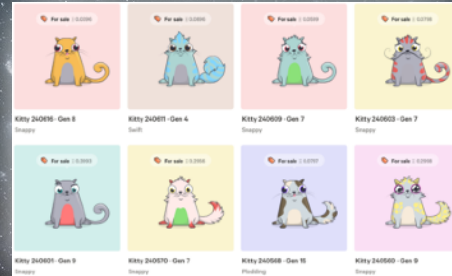 For sale
For sale
For sale
For sale
Kitty 240616 · Gen 8
Kitty 240611 · Gen 4
Kitty 240609 · Gen 7
Kitty 240603 · Gen 7
Snappy
Swift
Snappy
Snappy
For sale
For sale
For sale
For sale
Kitty 240601 · Gen 9
Kitty 240570 · Gen 7
Kitty 240568 · Gen 15
Kitty 240560 · Gen 9
Snappy
Snappy
Plodding
Snappy